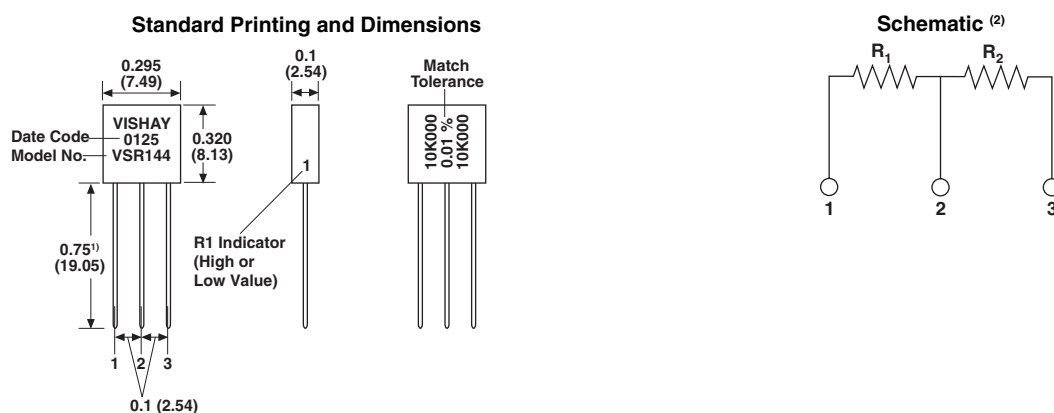 Standard Printing and Dimensions
0.295
(7.49)
VISHAY
0125
VSR144
Date Code
Model No.
0.320
(8.13)
0.75¹⁾
(19.05)
1 2 3
0.1 (2.54)
0.1
(2.54)
1
R1 Indicator
(High or
Low Value)
Match
Tolerance
10K000
0.01 %
10K000
Schematic ⁽²⁾
R₁ R₂
1 2 3